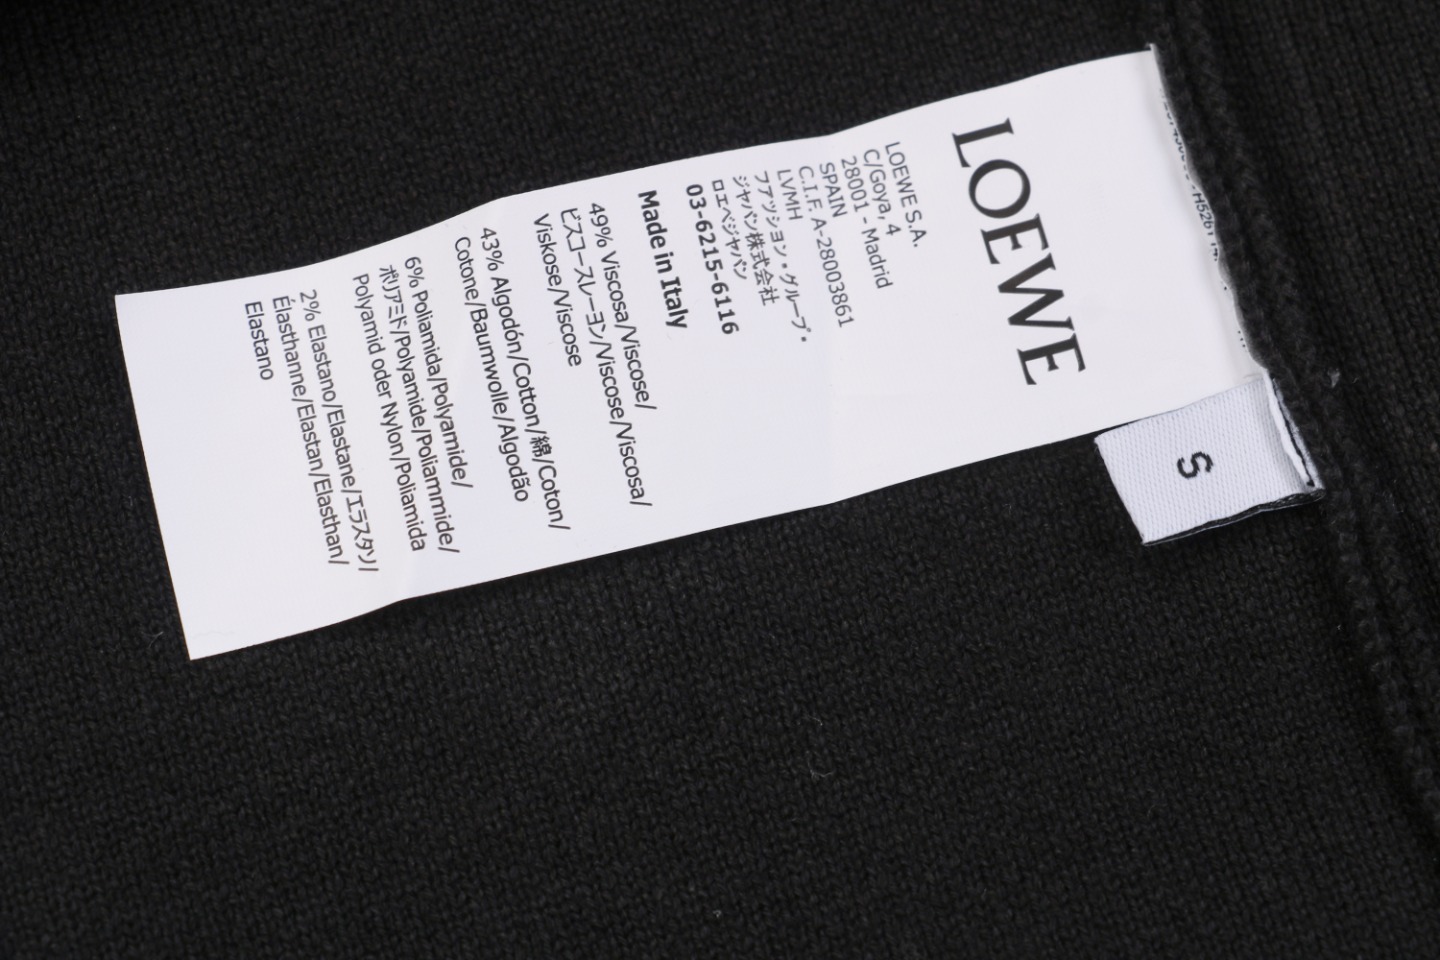 LOEWE
LOEWE S.A.
C/Goya, 4
28001 - Madrid
SPAIN
C.I.F. A-28003861
LVMH
ファッション・グループ・
ジャパン株式会社
ロエベジャパン
03-6215-6116
Made in Italy
49% Viscosa/Viscose/
ビスコースレーヨン/Viscose/Viscosa/
Viskose/Viscose
43% Algodón/Cotton/綿/Coton/
Cotone/Baumwolle/Algodão
6% Poliamida/Polyamide/
ポリアミド/Polyamide/Poliammide/
Polyamid oder Nylon/Poliamida
2% Elastano/Elastane/エラスタン/
Élasthanne/Elastan/Elasthan/
Elastano
S